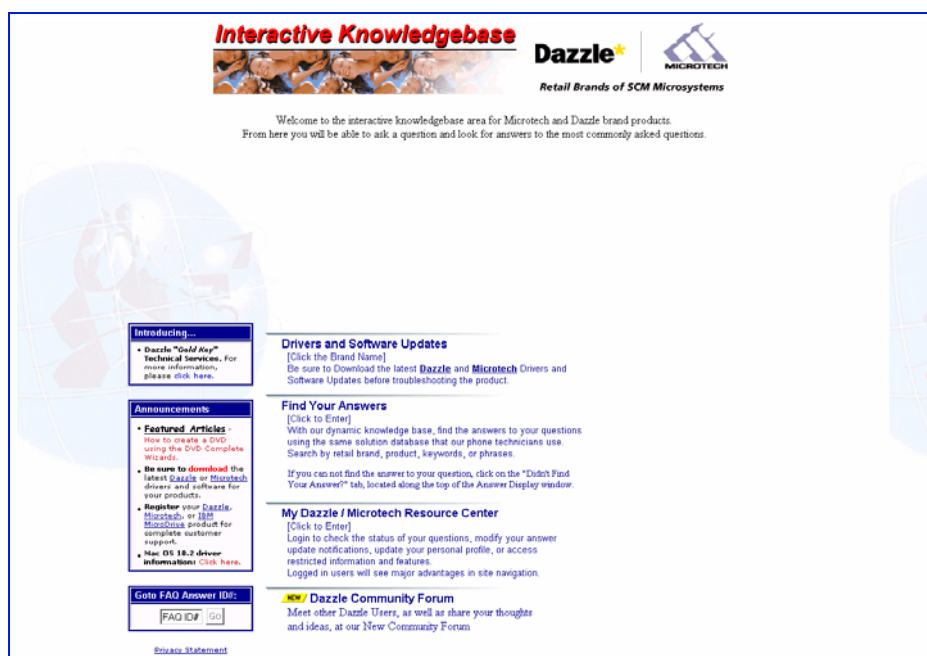 Interactive Knowledgebase
Dazzle*
MICROTECH
Retail Brands of SCM Microsystems
Welcome to the interactive knowledgebase area for Microtech and Dazzle brand products.
From here you will be able to ask a question and look for answers to the most commonly asked questions.
Introducing...
• Dazzle "Gold Key"
Technical Services. For
more information,
please click here.
Announcements
• Featured Articles -
How to create a DVD
using the DVD Complete
Wizards.
• Be sure to download the
latest Dazzle or Microtech
drivers and software for
your products.
• Register your Dazzle,
Microtech, or IBM
MicroDrive product for
complete customer
support.
• Mac OS 10.2 driver
information: Click here.
Goto FAQ Answer ID#:
FAQ ID# Go
Privacy Statement
Drivers and Software Updates
[Click the Brand Name]
Be sure to Download the latest Dazzle and Microtech Drivers and
Software Updates before troubleshooting the product.
Find Your Answers
[Click to Enter]
With our dynamic knowledge base, find the answers to your questions
using the same solution database that our phone technicians use.
Search by retail brand, product, keywords, or phrases.
If you can not find the answer to your question, click on the "Didn't Find
Your Answer?" tab, located along the top of the Answer Display window.
My Dazzle / Microtech Resource Center
[Click to Enter]
Login to check the status of your questions, modify your answer
update notifications, update your personal profile, or access
restricted information and features.
Logged in users will see major advantages in site navigation.
NEW Dazzle Community Forum
Meet other Dazzle Users, as well as share your thoughts
and ideas, at our New Community Forum